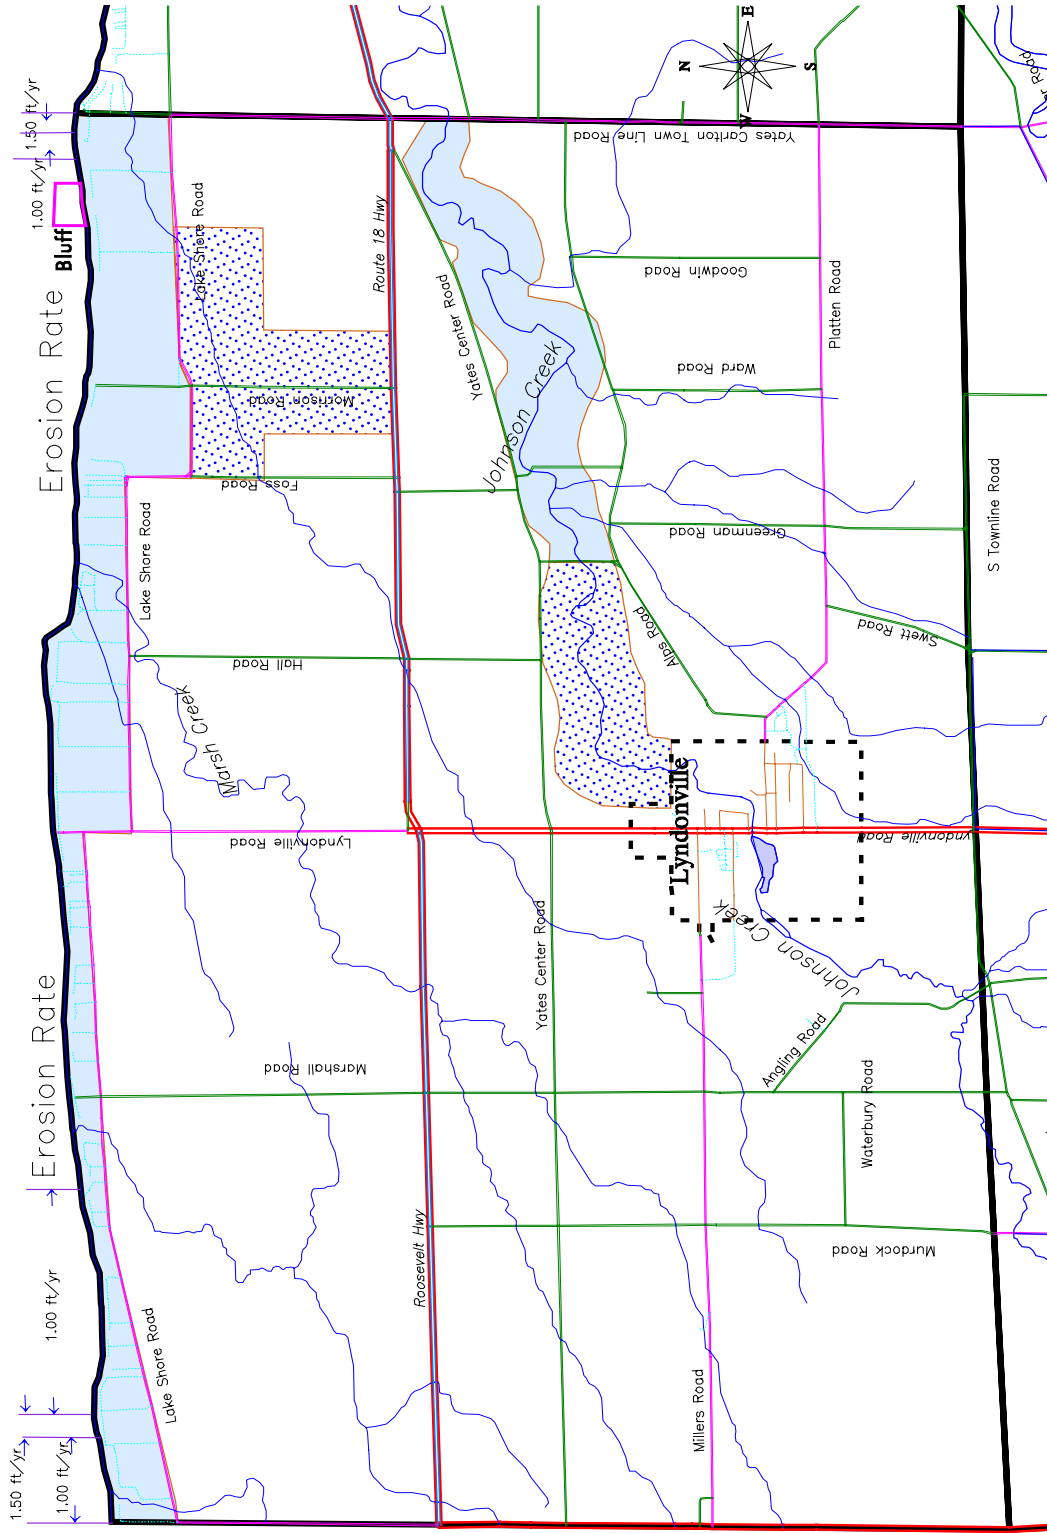 E
N
S
W
1.50 ft/yr
1.00 ft/yr
Bluff
Erosion Rate
Lake Shore Road
Route 18 Hwy
Yates Carlton Town Line Road
Goodwin Road
Platten Road
Yates Center Road
Ward Road
Morrison Road
Johnson Creek
Foss Road
Lake Shore Road
Greenman Road
S Townline Road
Hall Road
Alps Road
Swett Road
Marsh Creek
Lyndonville
Lyndonville Road
yndonville Road
Yates Center Road
Johnson Creek
Erosion Rate
Marshall Road
Angling Road
Waterbury Road
Murdock Road
Roosevelt Hwy
1.00 ft/yr
Lake Shore Road
Millers Road
1.50 ft/yr
1.00 ft/yr